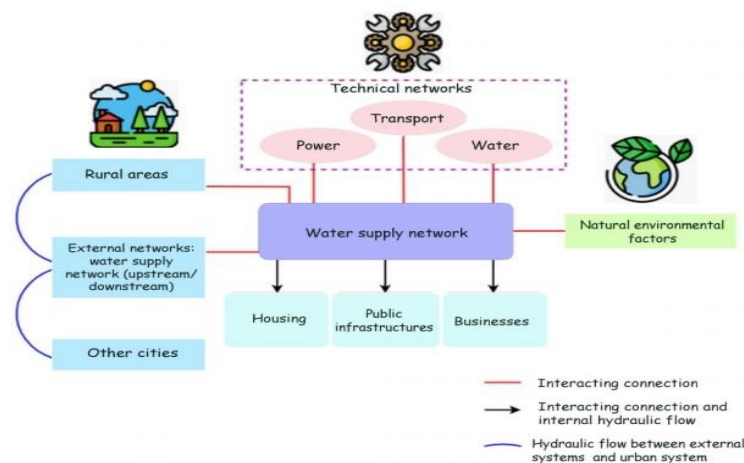 Technical networks
Transport
Power
Water
Rural areas
Water supply network
Natural environmental
factors
External networks:
water supply
network (upstream/
downstream)
Housing
Public
infrastructures
Businesses
Other cities
Interacting connection
Interacting connection and
internal hydraulic flow
Hydraulic flow between external
systems and urban system